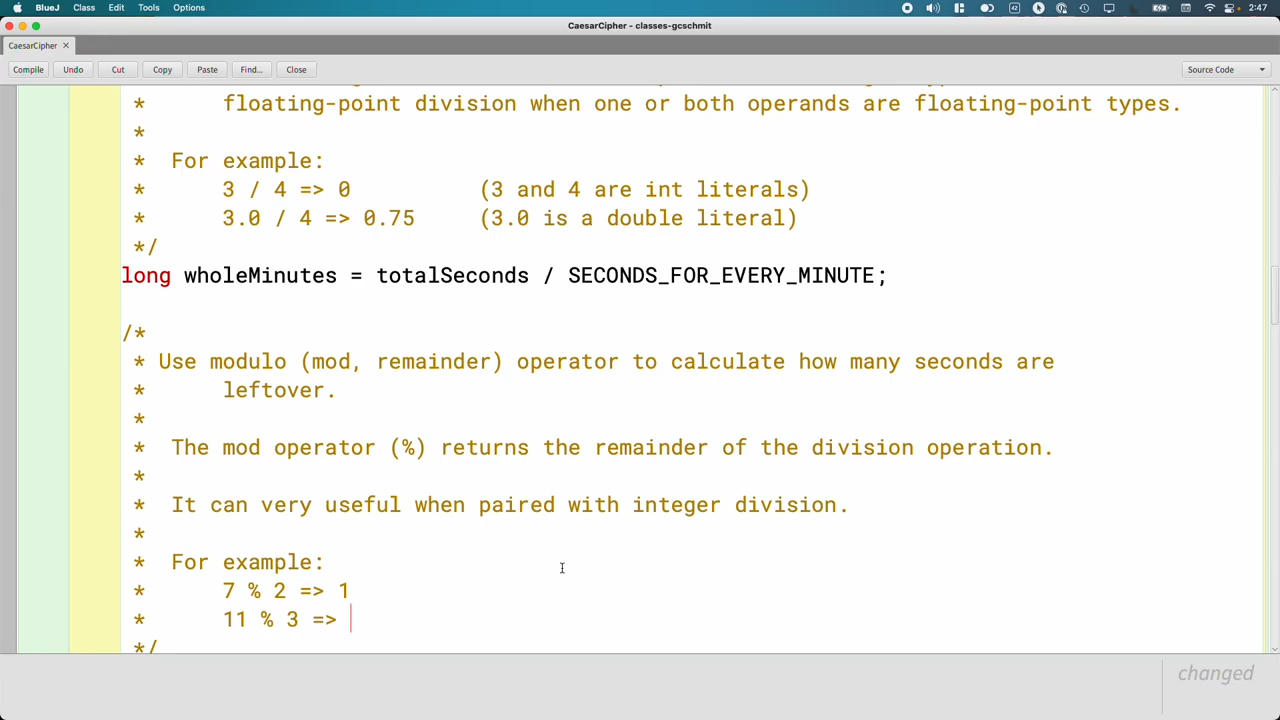 BlueJ Class Edit Tools Options 2:47
CaesarCipher - classes-gcschmit
CaesarCipher ×
Compile Undo Cut Copy Paste Find... Close Source Code
* floating-point division when one or both operands are floating-point types.
*
* For example:
* 3 / 4 => 0 (3 and 4 are int literals)
* 3.0 / 4 => 0.75 (3.0 is a double literal)
*/
long wholeMinutes = totalSeconds / SECONDS_FOR_EVERY_MINUTE;
/*
* Use modulo (mod, remainder) operator to calculate how many seconds are
* leftover.
*
* The mod operator (%) returns the remainder of the division operation.
*
* It can very useful when paired with integer division.
*
* For example:
* 7 % 2 => 1
* 11 % 3 =>
*/
changed